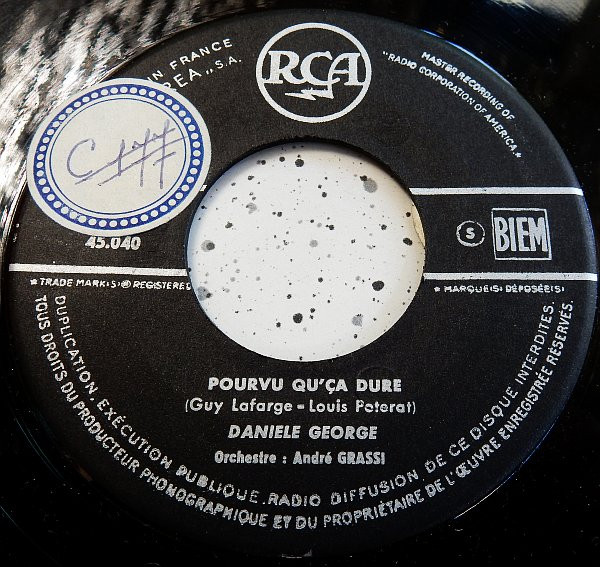 IN FRANCE
REA„ S.A.
RCA
MASTER RECORDING OF
"RADIO CORPORATION OF AMERICA.
45.040
S
BIEM
★ TRADE MARK(S) ® REGISTERED
★ MARQUE(S) DÉPOSÉE(S)
POURVU QU'ÇA DURE
(Guy Lafarge - Louis Poterat)
DANIELE GEORGE
Orchestre : André GRASSI
DUPLICATION. EXÉCUTION PUBLIQUE. RADIO DIFFUSION DE CE DISQUE INTERDITES.
TOUS DROITS DU PRODUCTEUR PHONOGRAPHIQUE ET DU PROPRIÉTAIRE DE L'ŒUVRE ENREGISTRÉE RÉSERVÉS.